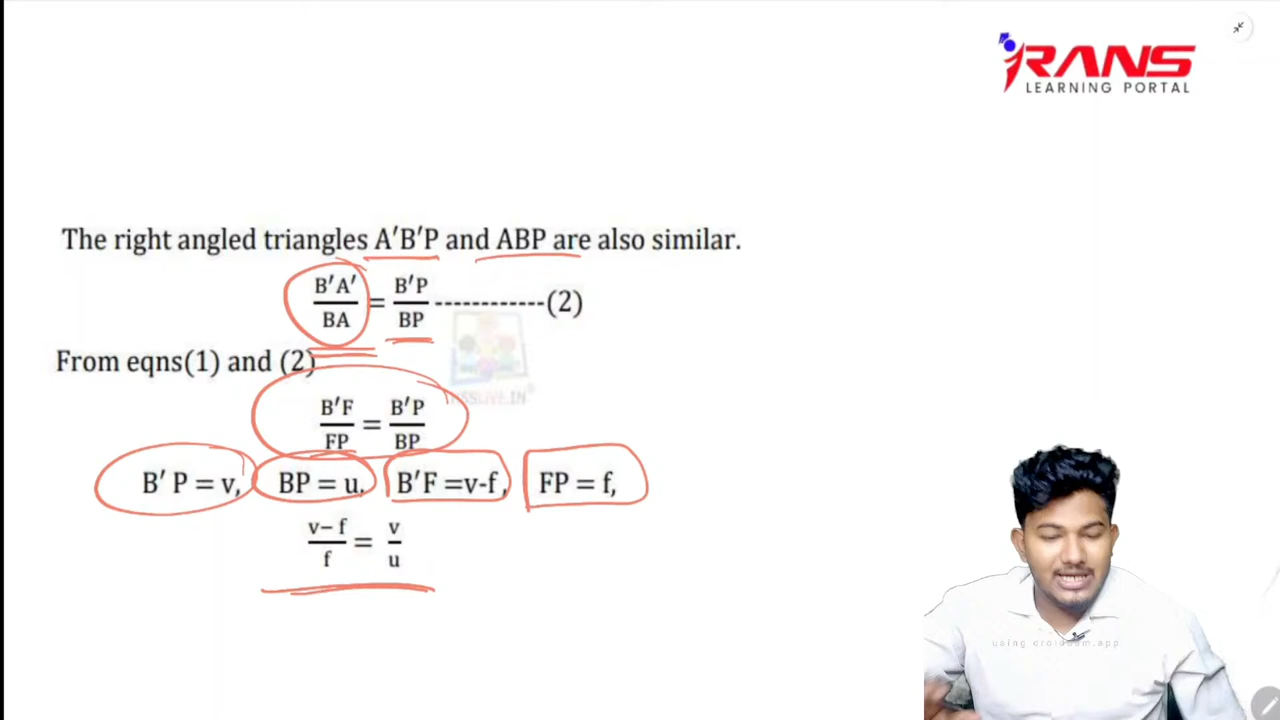 RANS
LEARNING PORTAL
The right angled triangles A′B′P and ABP are also similar.
B′A′/BA = B′P/BP ------------(2)
From eqns(1) and (2)
B′F/FP = B′P/BP
B′ P = v, BP = u. B′F =v-f , FP = f,
v– f/f = v/u